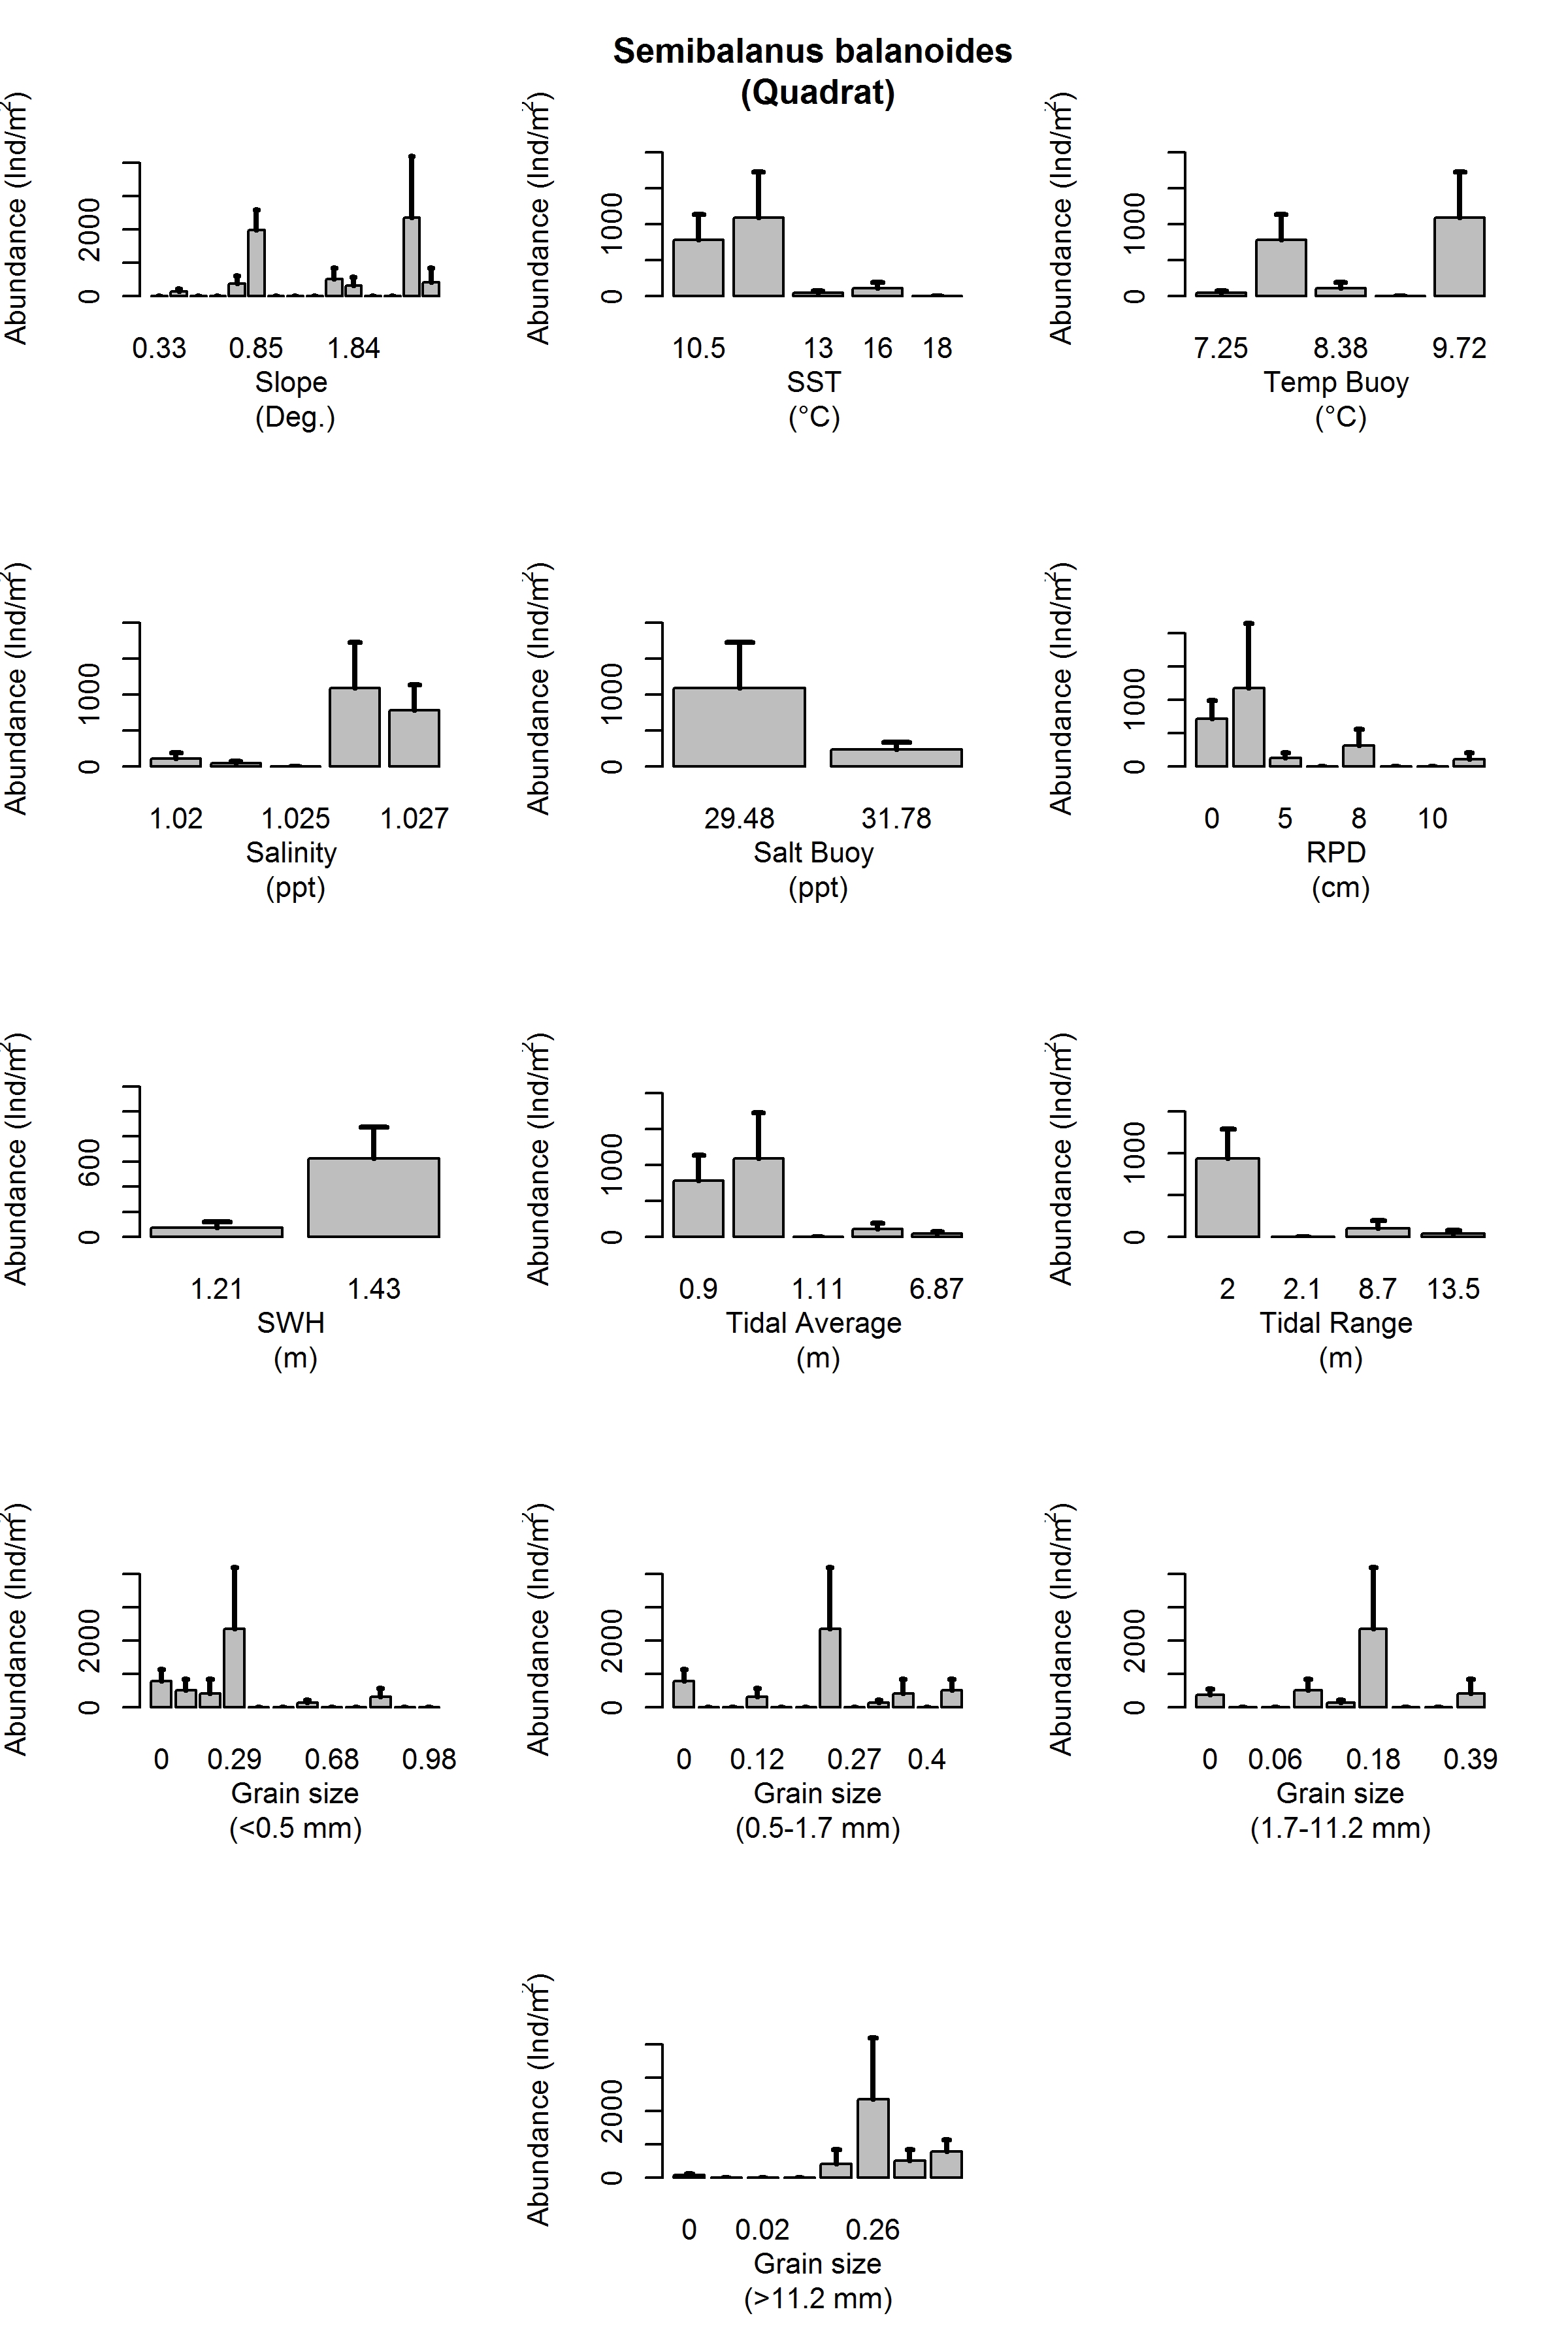 Semibalanus balanoides
(Quadrat)
Abundance (Ind/m²)
0 2000
0.33 0.85 1.84
Slope
(Deg.)
Abundance (Ind/m²)
0 1000
10.5 13 16 18
SST
(°C)
Abundance (Ind/m²)
0 1000
7.25 8.38 9.72
Temp Buoy
(°C)
Abundance (Ind/m²)
0 1000
1.02 1.025 1.027
Salinity
(ppt)
Abundance (Ind/m²)
0 1000
29.48 31.78
Salt Buoy
(ppt)
Abundance (Ind/m²)
0 1000
0 5 8 10
RPD
(cm)
Abundance (Ind/m²)
0 600
1.21 1.43
SWH
(m)
Abundance (Ind/m²)
0 1000
0.9 1.11 6.87
Tidal Average
(m)
Abundance (Ind/m²)
0 1000
2 2.1 8.7 13.5
Tidal Range
(m)
Abundance (Ind/m²)
0 2000
0 0.29 0.68 0.98
Grain size
(<0.5 mm)
Abundance (Ind/m²)
0 2000
0 0.12 0.27 0.4
Grain size
(0.5-1.7 mm)
Abundance (Ind/m²)
0 2000
0 0.06 0.18 0.39
Grain size
(1.7-11.2 mm)
Abundance (Ind/m²)
0 2000
0 0.02 0.26
Grain size
(>11.2 mm)